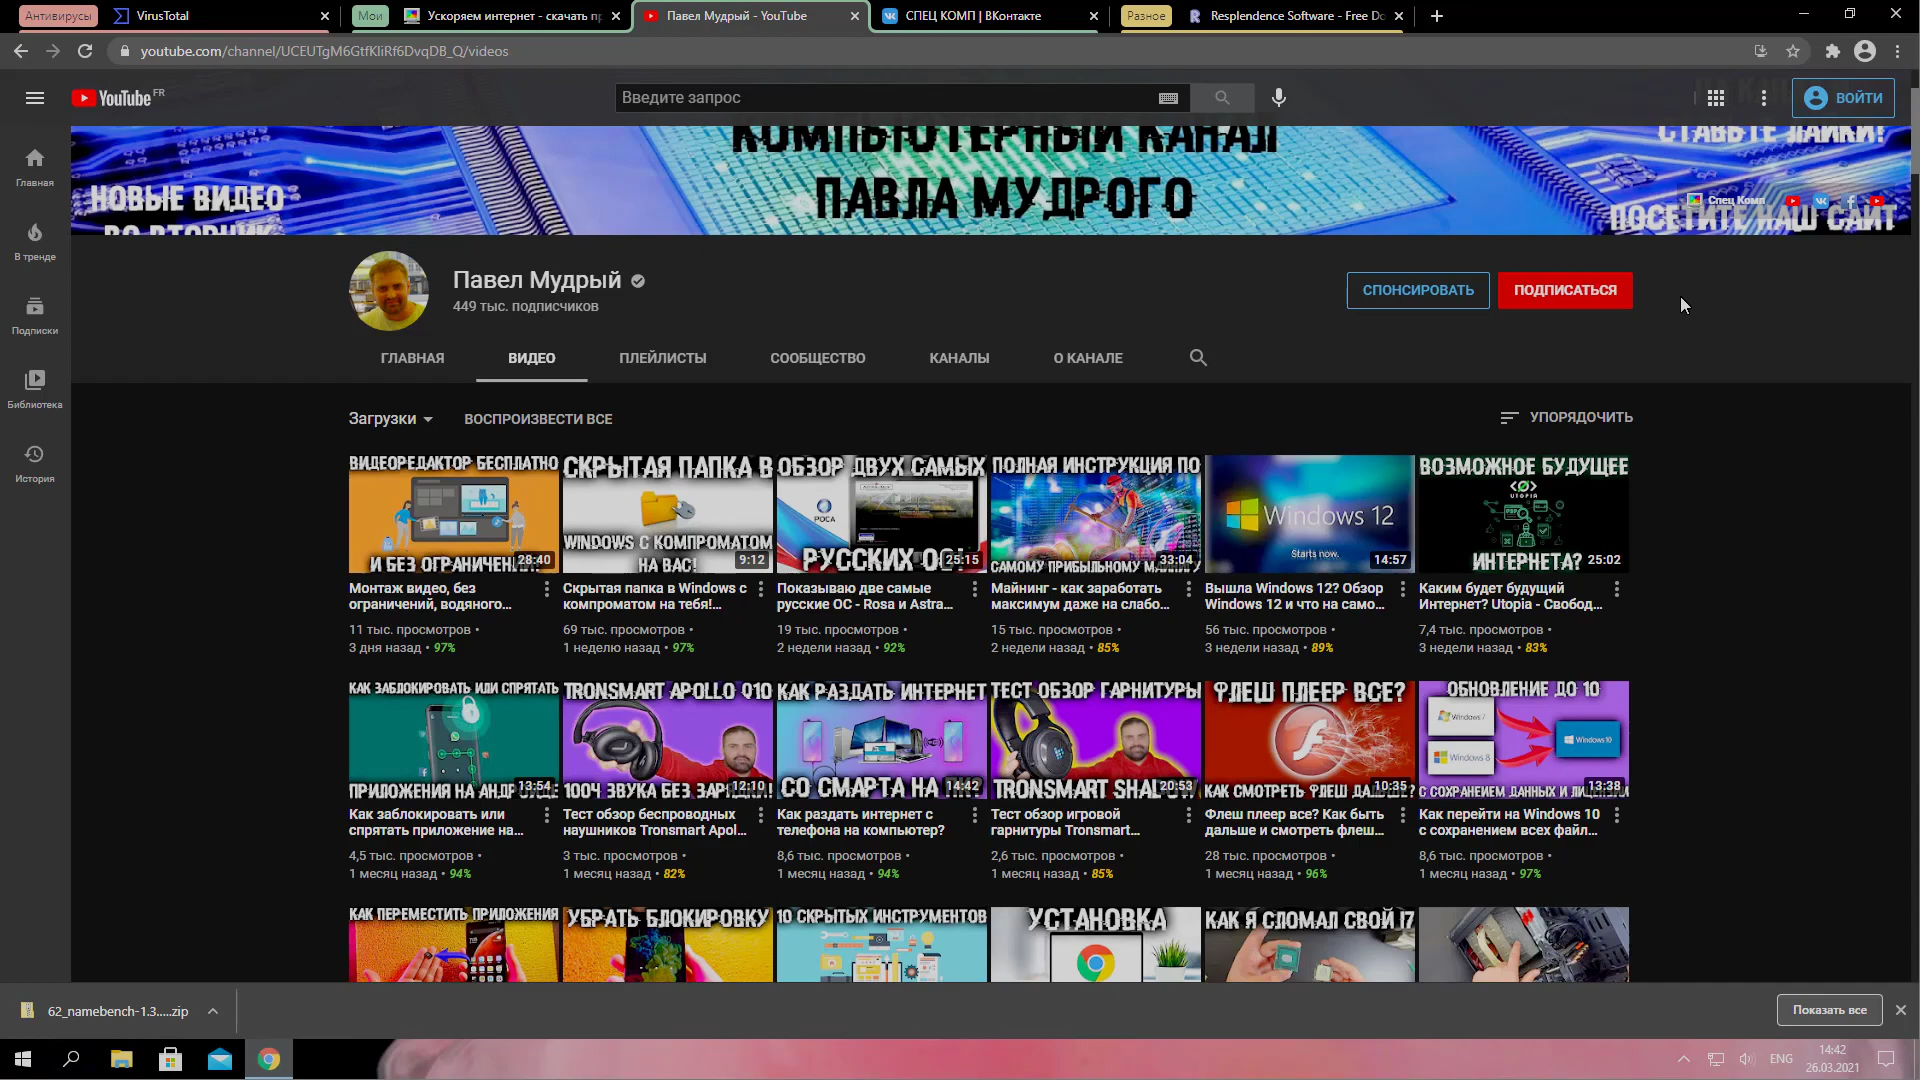 Антивирусы
VirusTotal
Мои
Ускоряем интернет - скачать пр
Павел Мудрый - YouTube
СПЕЦ КОМП | ВКонтакте
Разное
Resplendence Software - Free Do
youtube.com/channel/UCEUTgM6GtfKliRf6DvqDB_Q/videos
YouTube FR
Введите запрос
ВОЙТИ
Главная
В тренде
Подписки
Библиотека
История
КОМПЬЮТЕРНЫЙ КАНАЛ
ПАВЛА МУДРОГО
НОВЫЕ ВИДЕО
ВО ВТОРНИК
СТАВЬТЕ ЛАЙКИ!
Спец Комп
ПОСЕТИТЕ НАШ САЙТ
Павел Мудрый
449 тыс. подписчиков
СПОНСИРОВАТЬ
ПОДПИСАТЬСЯ
ГЛАВНАЯ
ВИДЕО
ПЛЕЙЛИСТЫ
СООБЩЕСТВО
КАНАЛЫ
О КАНАЛЕ
Загрузки
ВОСПРОИЗВЕСТИ ВСЕ
УПОРЯДОЧИТЬ
ВИДЕОРЕДАКТОР БЕСПЛАТНО
И БЕЗ ОГРАНИЧЕНИ
28:40
Монтаж видео, без
ограничений, водяного...
11 тыс. просмотров •
3 дня назад • 97%
СКРЫТАЯ ПАПКА В
WINDOWS С КОМПРОМАТОМ
НА ВАС!
9:12
Скрытая папка в Windows с
компроматом на тебя!...
69 тыс. просмотров •
1 неделю назад • 97%
ОБЗОР ДВУХ САМЫХ
РОСА
РУССКИХ ОС!
25:15
Показываю две самые
русские ОС - Rosa и Astra...
19 тыс. просмотров •
2 недели назад • 92%
ПОЛНАЯ ИНСТРУКЦИЯ ПО
САМОМУ ПРИБЫЛЬНОМУ МАЙНИНГУ
33:04
Майнинг - как заработать
максимум даже на слабо...
15 тыс. просмотров •
2 недели назад • 85%
Windows 12
Starts now.
14:57
Вышла Windows 12? Обзор
Windows 12 и что на само...
56 тыс. просмотров •
3 недели назад • 89%
ВОЗМОЖНОЕ БУДУЩЕЕ
UTOPIA
ИНТЕРНЕТА?
25:02
Каким будет будущий
Интернет? Utopia - Свобод...
7,4 тыс. просмотров •
3 недели назад • 83%
КАК ЗАБЛОКИРОВАТЬ ИЛИ СПРЯТАТЬ
ПРИЛОЖЕНИЯ НА АНДРОИДЕ
13:54
Как заблокировать или
спрятать приложение на...
4,5 тыс. просмотров •
1 месяц назад • 94%
TRONSMART APOLLO Q10
100Ч ЗВУКА БЕЗ ЗАРЯДКИ!
12:10
Тест обзор беспроводных
наушников Tronsmart Apol...
3 тыс. просмотров •
1 месяц назад • 82%
КАК РАЗДАТЬ ИНТЕРНЕТ
СО СМАРТА НА ПК?
14:42
Как раздать интернет с
телефона на компьютер?
8,6 тыс. просмотров •
1 месяц назад • 94%
ТЕСТ ОБЗОР ГАРНИТУРЫ
TRONSMART SHADOW
20:53
Тест обзор игровой
гарнитуры Tronsmart...
2,6 тыс. просмотров •
1 месяц назад • 85%
ФЛЕШ ПЛЕЕР ВСЕ?
КАК СМОТРЕТЬ ФЛЕШ ДАЛЬШЕ?
10:35
Флеш плеер все? Как быть
дальше и смотреть флеш...
28 тыс. просмотров •
1 месяц назад • 96%
ОБНОВЛЕНИЕ ДО 10
Windows 7
Windows 8
Windows 10
С СОХРАНЕНИЕМ ДАННЫХ И ЛИЦЕНЗИИ
13:38
Как перейти на Windows 10
с сохранением всех файл...
8,6 тыс. просмотров •
1 месяц назад • 97%
КАК ПЕРЕМЕСТИТЬ ПРИЛОЖЕНИЯ
УБРАТЬ БЛОКИРОВКУ
10 СКРЫТЫХ ИНСТРУМЕНТОВ
УСТАНОВКА
КАК Я СЛОМАЛ СВОЙ I7
62_namebench-1.3.....zip
Показать все
ENG
14:42
26.03.2021